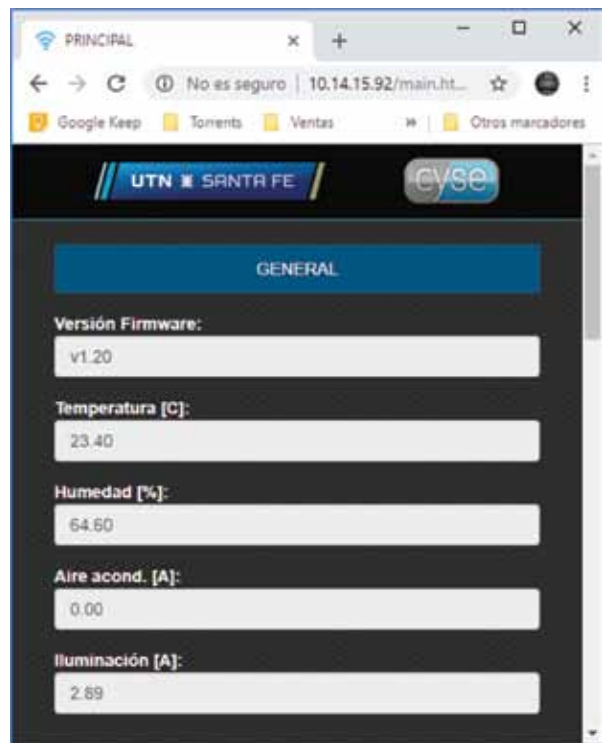 PRINCIPAL
No es seguro | 10.14.15.92/main.ht...
Google Keep Torrents Ventas » Otros marcadores
UTN SANTA FE cyse
GENERAL
Versión Firmware:
v1.20
Temperatura [C]:
23.40
Humedad [%]:
64.60
Aire acond. [A]:
0.00
Iluminación [A]:
2.89